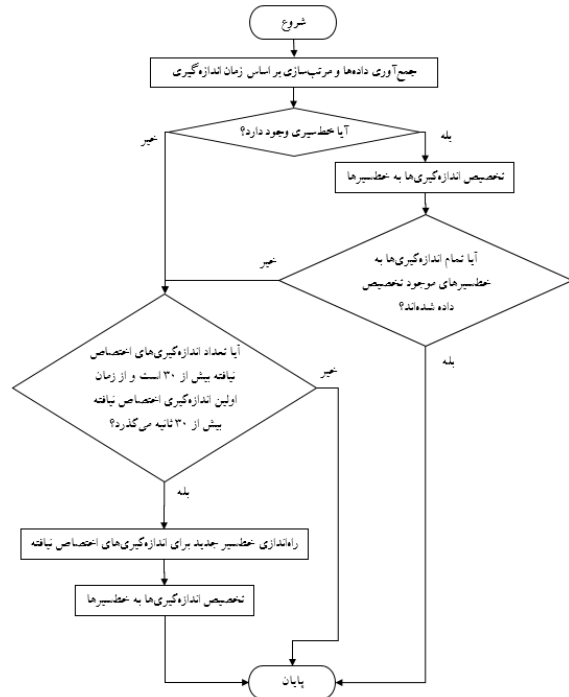 شروع
جمع‌آوری داده‌ها و مرتب‌سازی بر اساس زمان اندازه‌گیری
آیا خط‌سیری وجود دارد؟
بله
خیر
تخصیص اندازه‌گیری‌ها به خط‌سیرها
آیا تمام اندازه‌گیری‌ها به
خط‌سیرهای موجود تخصیص
داده شده‌اند؟
خیر
بله
آیا تعداد اندازه‌گیری‌های اختصاص
نیافته بیش از ۳۰ است و از زمان
اولین اندازه‌گیری اختصاص نیافته
بیش از ۳۰ ثانیه می‌گذرد؟
خیر
بله
راه‌اندازی خط‌سیر جدید برای اندازه‌گیری‌های اختصاص نیافته
تخصیص اندازه‌گیری‌ها به خط‌سیرها
پایان